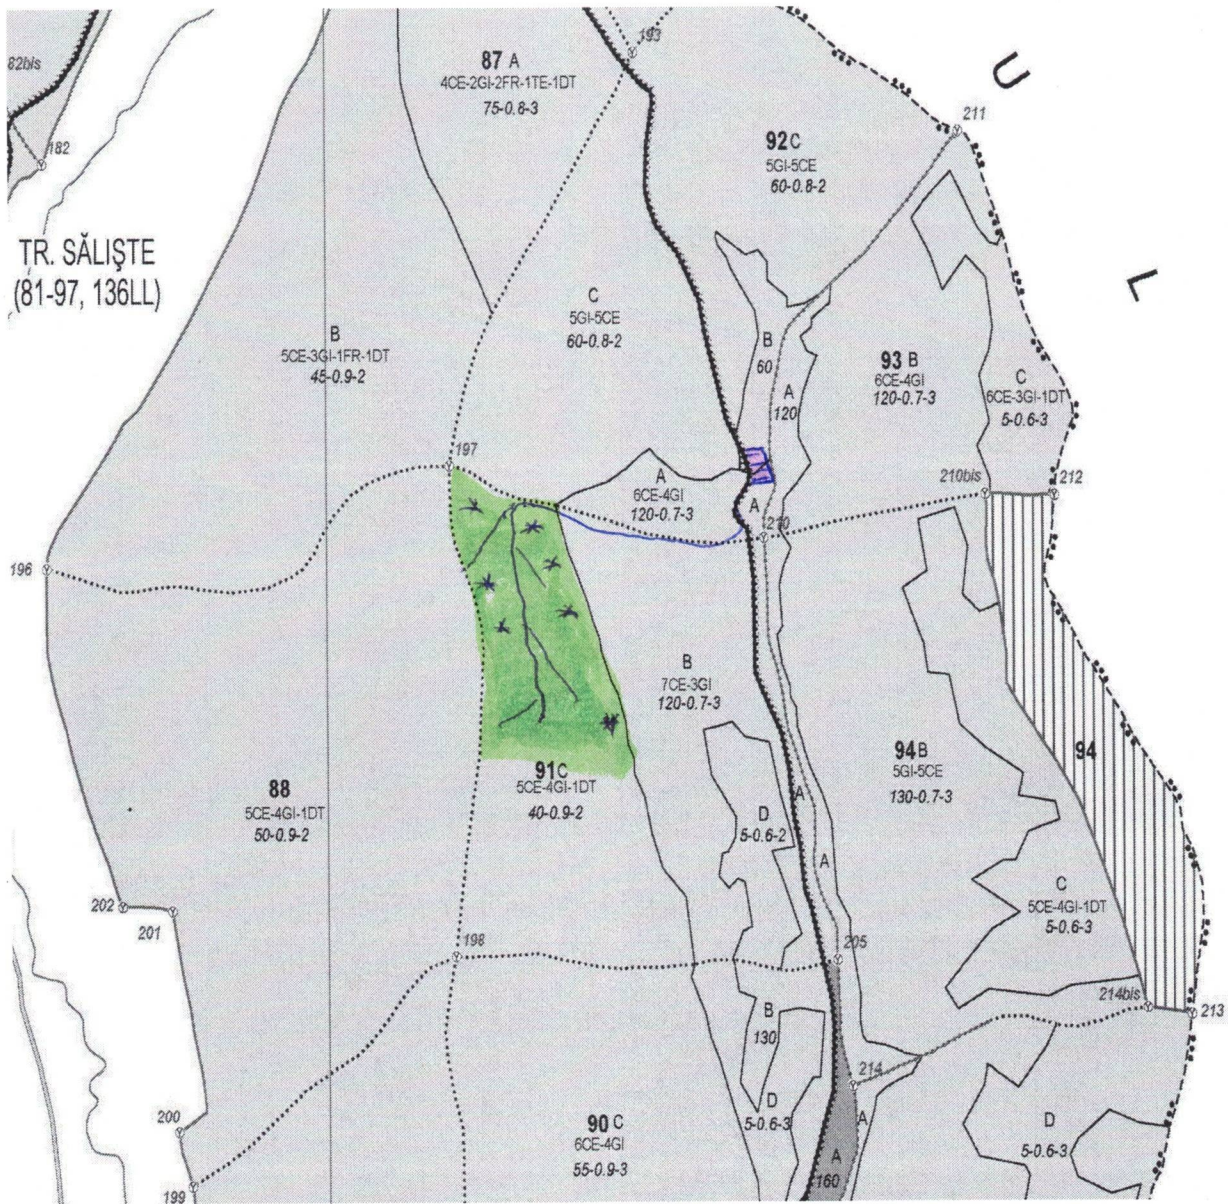 193
87 A
4CE-2GI-2FR-1TE-1DT
75-0.8-3
82bis
182
U
211
92 C
5GI-5CE
60-0.8-2
TR. SĂLIŞTE
(81-97, 136LL)
L
C
5GI-5CE
60-0.8-2
B
5CE-3GI-1FR-1DT
45-0.9-2
B
60
A
120
93 B
6CE-4GI
120-0.7-3
C
6CE-3GI-1DT
5-0.6-3
197
A
6CE-4GI
120-0.7-3
A
210
210bis
212
196
B
7CE-3GI
120-0.7-3
94 B
5GI-5CE
130-0.7-3
94
91 C
5CE-4GI-1DT
40-0.9-2
88
5CE-4GI-1DT
50-0.9-2
D
5-0.6-2
A
A
C
5CE-4GI-1DT
5-0.6-3
202
201
198
205
214bis
213
B
130
214
200
90 C
6CE-4GI
55-0.9-3
D
5-0.6-3
A
D
5-0.6-3
A
160
199